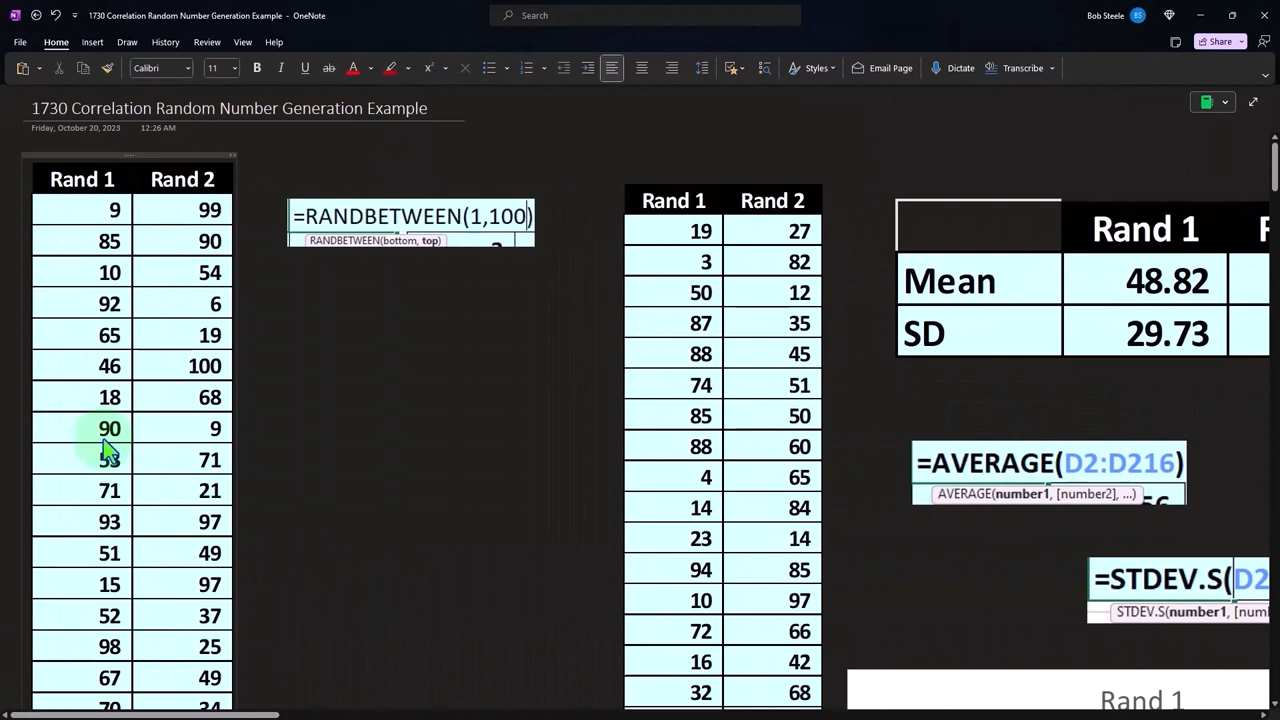 1730 Correlation Random Number Generation Example - OneNote
Search
Bob Steele BS
File Home Insert Draw History Review View Help
Share
Calibri 11
Styles Email Page Dictate Transcribe
1730 Correlation Random Number Generation Example
Friday, October 20, 2023 12:26 AM
Rand 1 Rand 2
9 99
85 90
10 54
92 6
65 19
46 100
18 68
90 9
53 71
71 21
93 97
51 49
15 97
52 37
98 25
67 49
70 34
=RANDBETWEEN(1,100)
RANDBETWEEN(bottom, top)
Rand 1 Rand 2
19 27
3 82
50 12
87 35
88 45
74 51
85 50
88 60
4 65
14 84
23 14
94 85
10 97
72 66
16 42
32 68
Rand 1
Mean 48.82
SD 29.73
=AVERAGE(D2:D216)
AVERAGE(number1, [number2], ...)
=STDEV.S(D2
STDEV.S(number1, [num
Rand 1